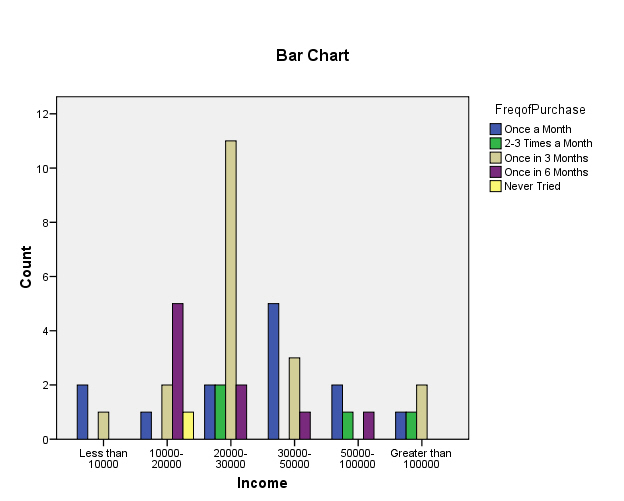 Bar Chart
FreqofPurchase
Once a Month
2-3 Times a Month
Once in 3 Months
Once in 6 Months
Never Tried
Count
12
10
8
6
4
2
0
Less than
10000
10000-
20000
20000-
30000
30000-
50000
50000-
100000
Greater than
100000
Income